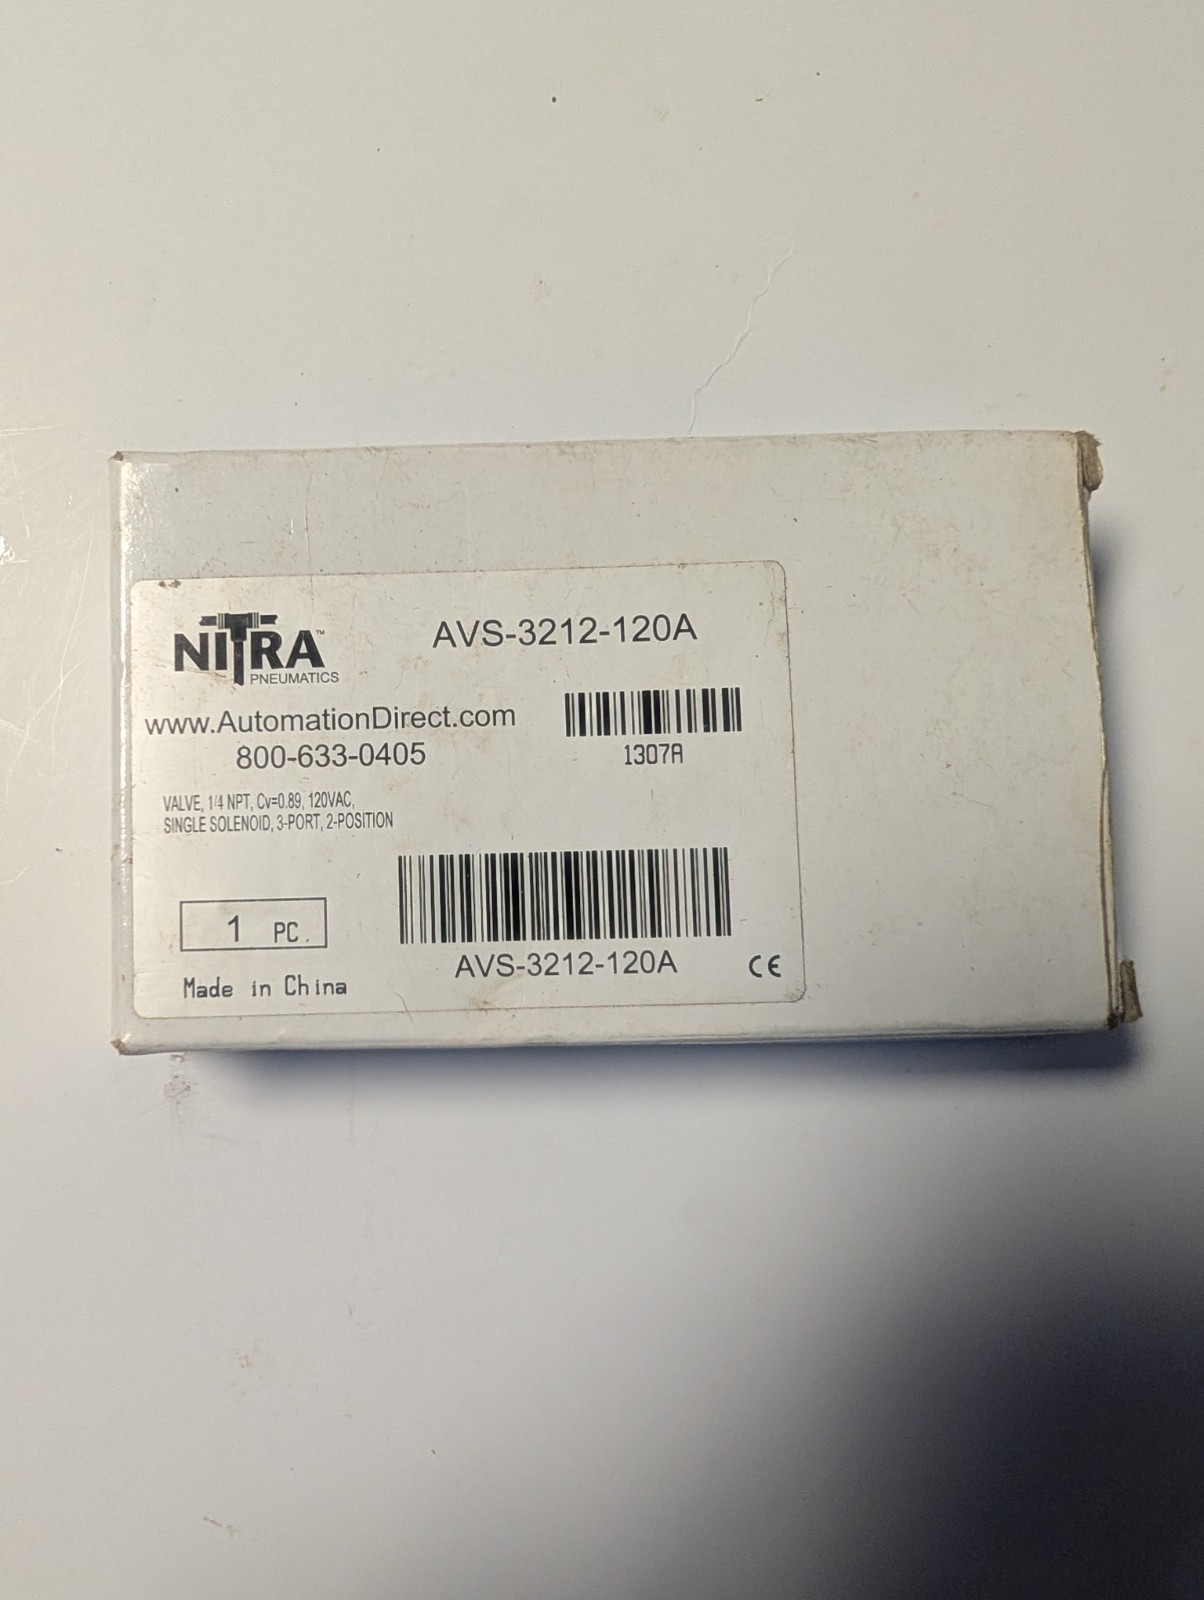 NITRA™
PNEUMATICS
AVS-3212-120A
www.AutomationDirect.com
800-633-0405
1307A
VALVE, 1/4 NPT, Cv=0.89, 120VAC,
SINGLE SOLENOID, 3-PORT, 2-POSITION
1 PC.
Made in China
AVS-3212-120A
CE